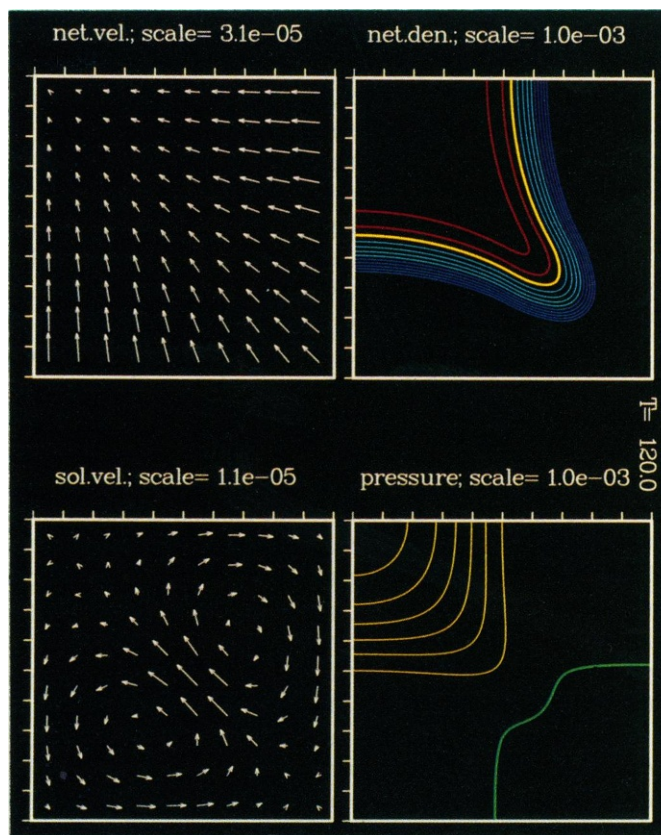 net.vel.; scale= 3.1e-05
net.den.; scale= 1.0e-03
T= 120.0
sol.vel.; scale= 1.1e-05
pressure; scale= 1.0e-03